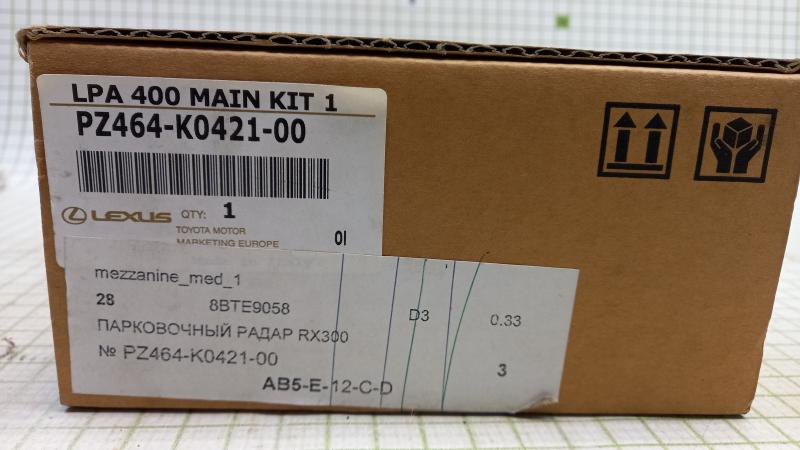 LPA 400 MAIN KIT 1
PZ464-K0421-00
LEXUS QTY: 1
TOYOTA MOTOR
MARKETING EUROPE
01
mezzanine_med_1
28 8BTE9058
ПАРКОВОЧНЫЙ РАДАР RX300
№ PZ464-K0421-00
AB5-E-12-C-D
D3
0.33
3